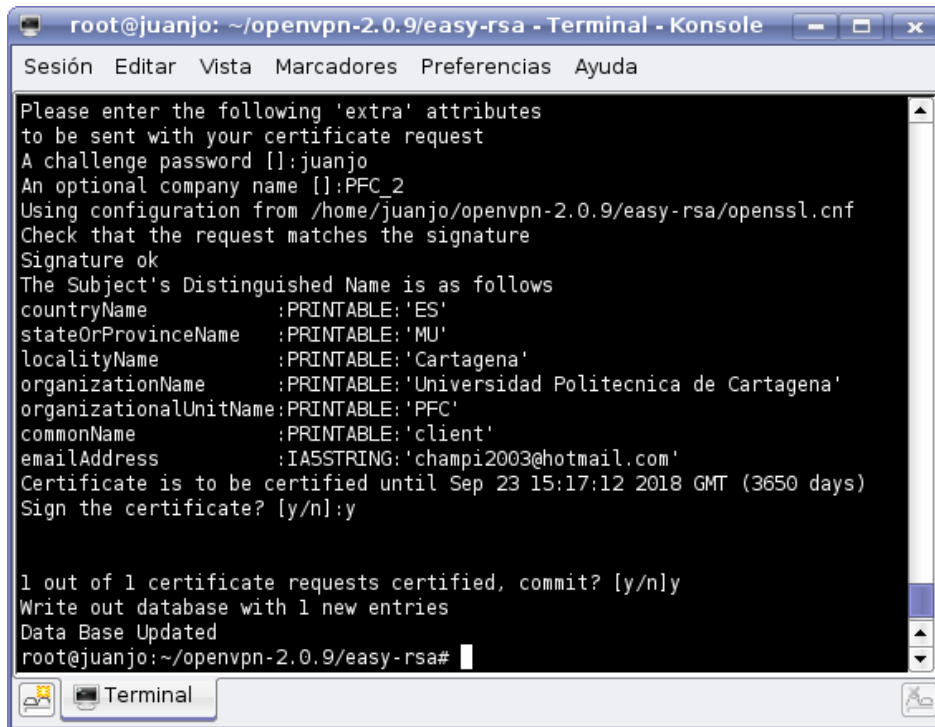 root@juanjo: ~/openvpn-2.0.9/easy-rsa - Terminal - Konsole
Sesión Editar Vista Marcadores Preferencias Ayuda
Please enter the following 'extra' attributes
to be sent with your certificate request
A challenge password []:juanjo
An optional company name []:PFC_2
Using configuration from /home/juanjo/openvpn-2.0.9/easy-rsa/openssl.cnf
Check that the request matches the signature
Signature ok
The Subject's Distinguished Name is as follows
countryName :PRINTABLE:'ES'
stateOrProvinceName :PRINTABLE:'MU'
localityName :PRINTABLE:'Cartagena'
organizationName :PRINTABLE:'Universidad Politecnica de Cartagena'
organizationalUnitName:PRINTABLE:'PFC'
commonName :PRINTABLE:'client'
emailAddress :IA5STRING:'champi2003@hotmail.com'
Certificate is to be certified until Sep 23 15:17:12 2018 GMT (3650 days)
Sign the certificate? [y/n]:y
1 out of 1 certificate requests certified, commit? [y/n]y
Write out database with 1 new entries
Data Base Updated
root@juanjo:~/openvpn-2.0.9/easy-rsa#
Terminal